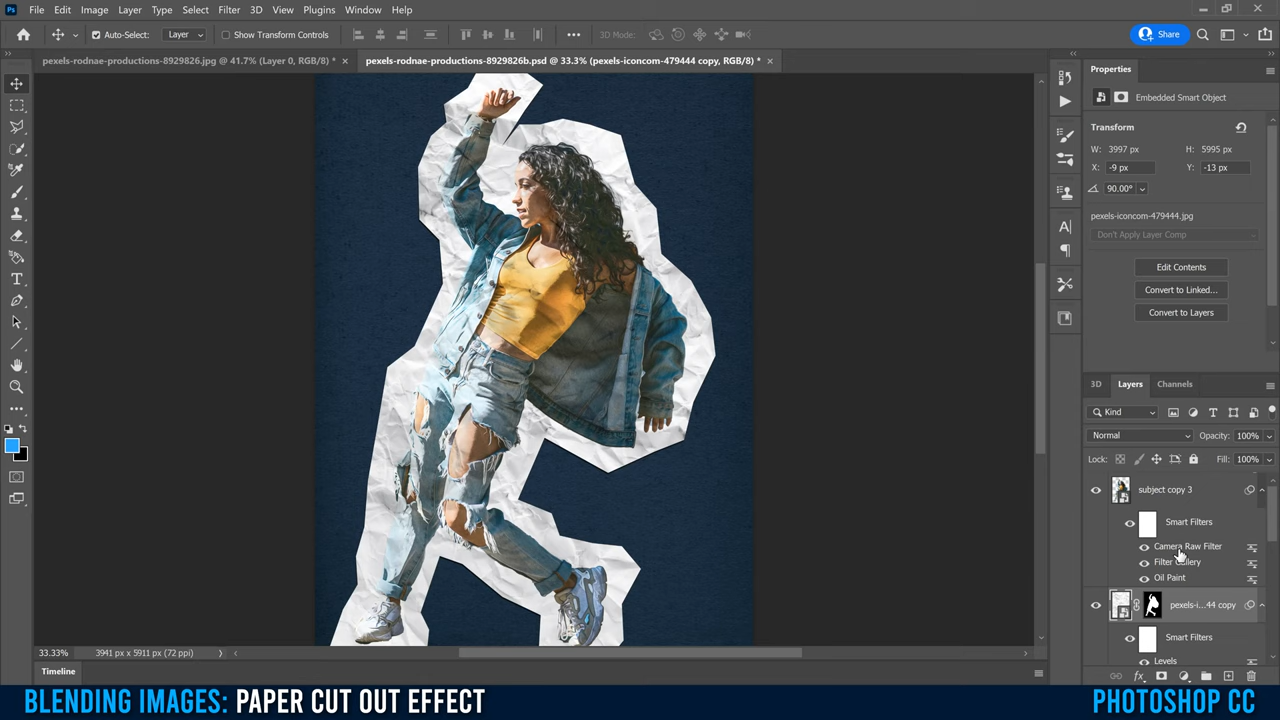 Ps File Edit Image Layer Type Select Filter 3D View Plugins Window Help
Auto-Select: Layer Show Transform Controls 3D Mode: Share
pexels-rodnae-productions-8929826.jpg @ 41.7% (Layer 0, RGB/8) * × pexels-rodnae-productions-8929826b.psd @ 33.3% (pexels-iconcom-479444 copy, RGB/8) * ×
Properties
Embedded Smart Object
Transform
W: 3997 px H: 5995 px
X: -9 px Y: -13 px
90.00°
pexels-iconcom-479444.jpg
Don't Apply Layer Comp
Edit Contents
Convert to Linked...
Convert to Layers
3D Layers Channels
Kind
Normal Opacity: 100%
Lock: Fill: 100%
subject copy 3
Smart Filters
Camera Raw Filter
Filter Gallery
Oil Paint
pexels-i...44 copy
Smart Filters
Levels
33.33% 3941 px x 5911 px (72 ppi)
Timeline
BLENDING IMAGES: PAPER CUT OUT EFFECT PHOTOSHOP CC